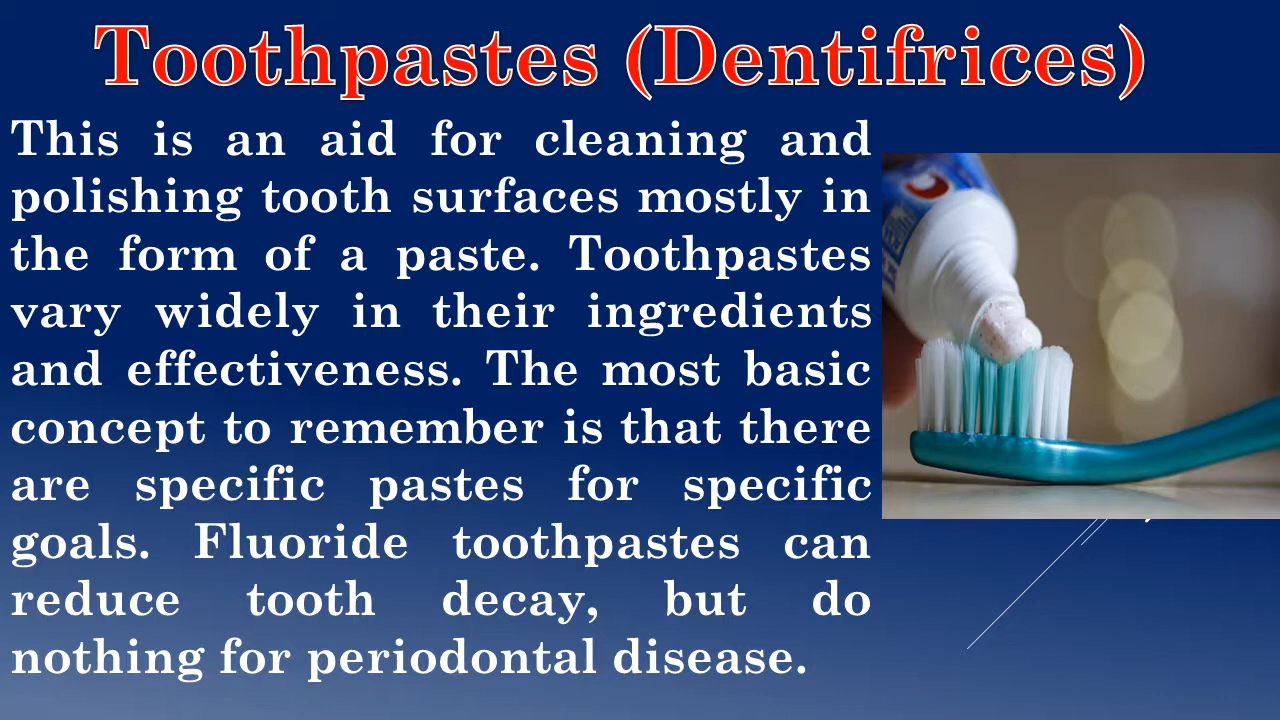 Toothpastes (Dentifrices)
This is an aid for cleaning and
polishing tooth surfaces mostly in
the form of a paste. Toothpastes
vary widely in their ingredients
and effectiveness. The most basic
concept to remember is that there
are specific pastes for specific
goals. Fluoride toothpastes can
reduce tooth decay, but do
nothing for periodontal disease.